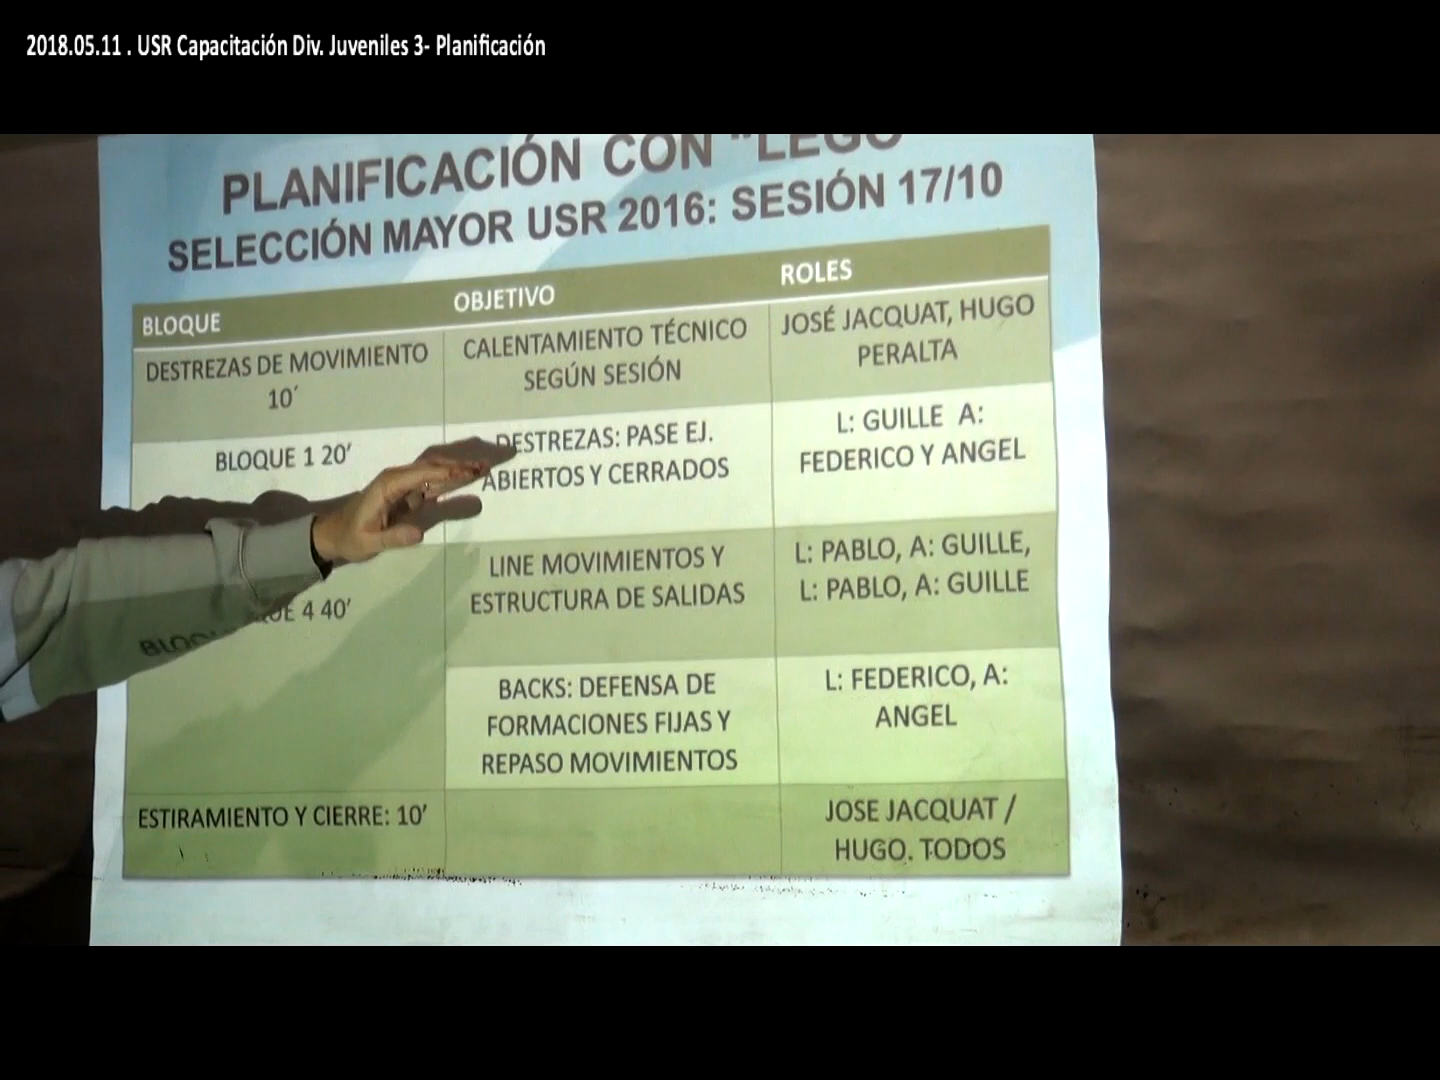 2018.05.11 . USR Capacitación Div. Juveniles 3- Planificación
PLANIFICACIÓN CON "LEGO
SELECCIÓN MAYOR USR 2016: SESIÓN 17/10
BLOQUE
OBJETIVO
ROLES
DESTREZAS DE MOVIMIENTO
10´
CALENTAMIENTO TÉCNICO
SEGÚN SESIÓN
JOSÉ JACQUAT, HUGO
PERALTA
BLOQUE 1 20'
DESTREZAS: PASE EJ.
ABIERTOS Y CERRADOS
L: GUILLE A:
FEDERICO Y ANGEL
4 40'
LINE MOVIMIENTOS Y
ESTRUCTURA DE SALIDAS
L: PABLO, A: GUILLE,
L: PABLO, A: GUILLE
BACKS: DEFENSA DE
FORMACIONES FIJAS Y
REPASO MOVIMIENTOS
L: FEDERICO, A:
ANGEL
ESTIRAMIENTO Y CIERRE: 10'
JOSE JACQUAT /
HUGO. TODOS